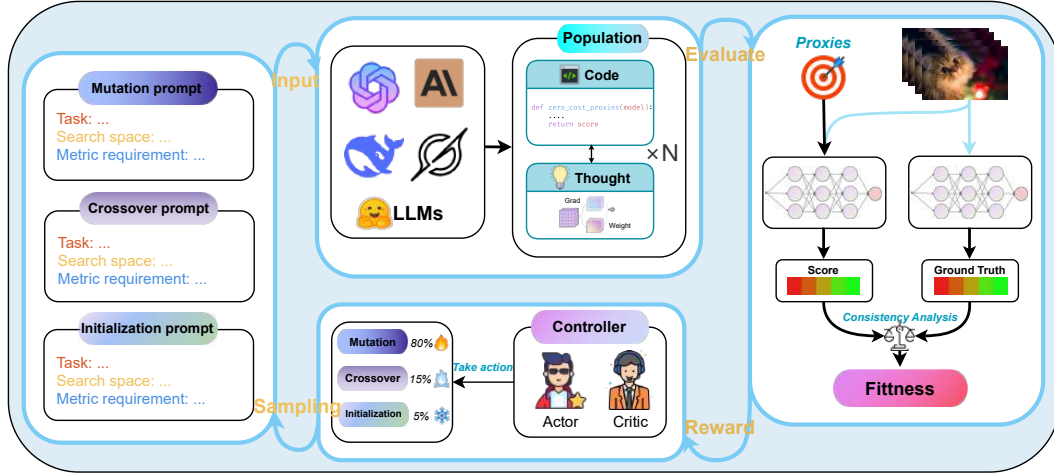 Mutation prompt
Task: ...
Search space: ...
Metric requirement: ...
Crossover prompt
Task: ...
Search space: ...
Metric requirement: ...
Initialization prompt
Task: ...
Search space: ...
Metric requirement: ...
Input
AI
LLMs
Population
Code
def zero_cost_proxies(model):
....
return score
×N
Thought
Grad
Weight
Evaluate
Proxies
Score
Ground Truth
Consistency Analysis
Fittness
Reward
Controller
Actor
Critic
Take action
Mutation 80%
Crossover 15%
Initialization 5%
Sampling